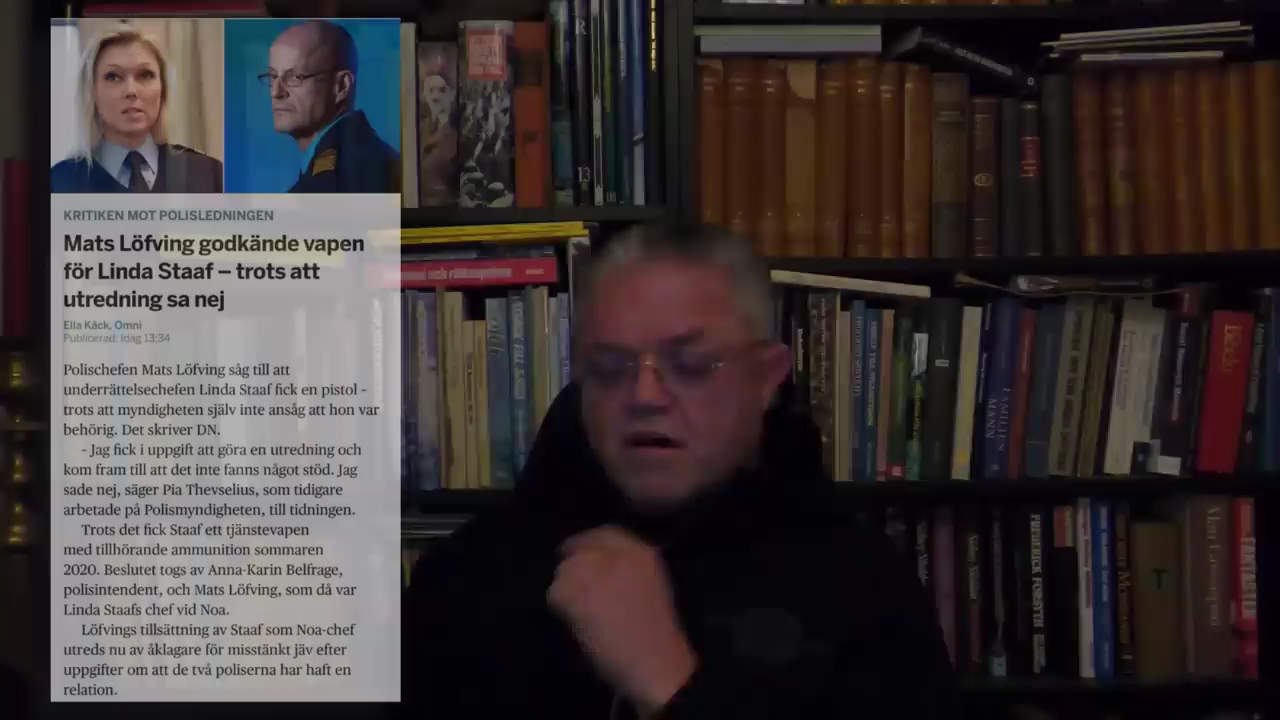 KRITIKEN MOT POLISLEDNINGEN
Mats Löfving godkände vapen
för Linda Staaf – trots att
utredning sa nej
Ella Käck, Omni
Publicerad: Idag 13:34
Polischefen Mats Löfving såg till att
underrättelsechefen Linda Staaf fick en pistol -
trots att myndigheten själv inte ansåg att hon var
behörig. Det skriver DN.
- Jag fick i uppgift att göra en utredning och
kom fram till att det inte fanns något stöd. Jag
sade nej, säger Pia Thevselius, som tidigare
arbetade på Polismyndigheten, till tidningen.
Trots det fick Staaf ett tjänstevapen
med tillhörande ammunition sommaren
2020. Beslutet togs av Anna-Karin Belfrage,
polisintendent, och Mats Löfving, som då var
Linda Staafs chef vid Noa.
Löfvings tillsättning av Staaf som Noa-chef
utreds nu av åklagare för misstänkt jäv efter
uppgifter om att de två poliserna har haft en
relation.
13
FAMILJEN
MANN
FREDERICK FORSYTH